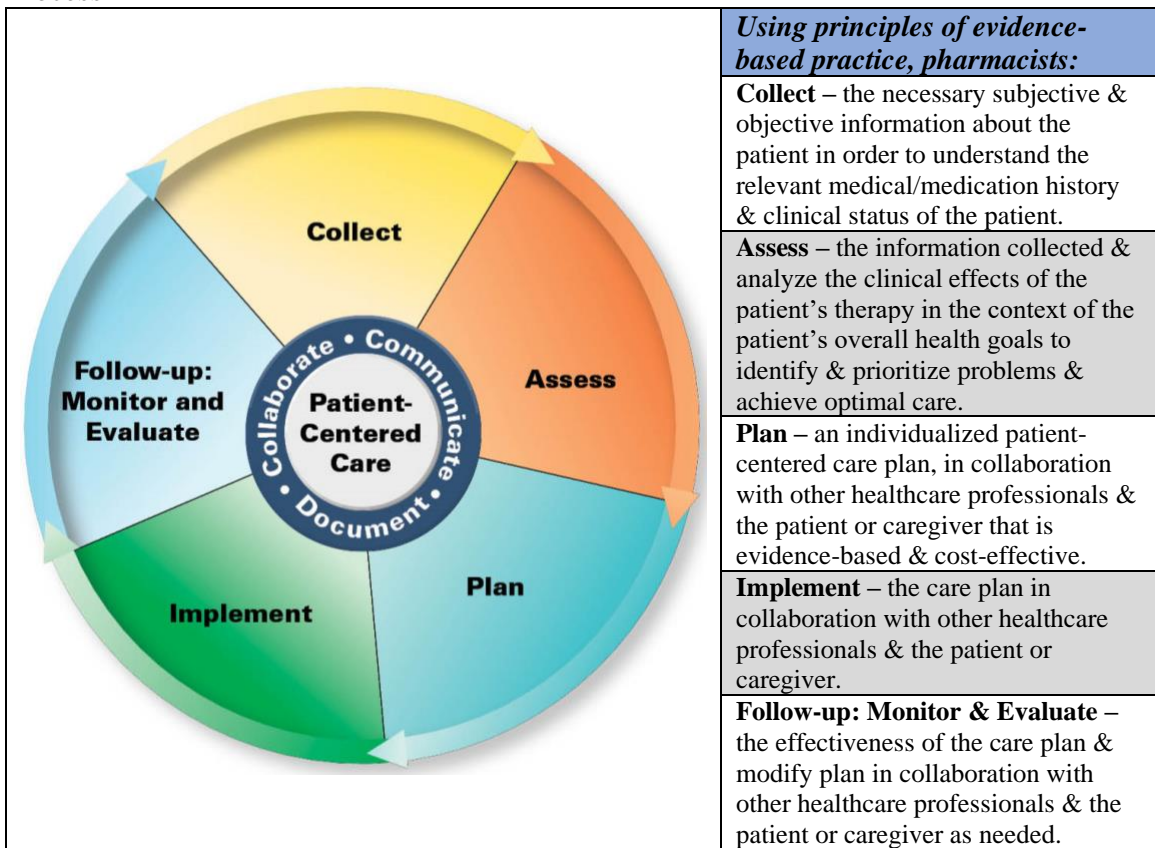 Collect
Assess
Plan
Implement
Follow-up:
Monitor and
Evaluate
Collaborate • Communicate • Document •
Patient-
Centered
Care
Using principles of evidence-
based practice, pharmacists:
Collect – the necessary subjective &
objective information about the
patient in order to understand the
relevant medical/medication history
& clinical status of the patient.
Assess – the information collected &
analyze the clinical effects of the
patient’s therapy in the context of the
patient’s overall health goals to
identify & prioritize problems &
achieve optimal care.
Plan – an individualized patient-
centered care plan, in collaboration
with other healthcare professionals &
the patient or caregiver that is
evidence-based & cost-effective.
Implement – the care plan in
collaboration with other healthcare
professionals & the patient or
caregiver.
Follow-up: Monitor & Evaluate –
the effectiveness of the care plan &
modify plan in collaboration with
other healthcare professionals & the
patient or caregiver as needed.